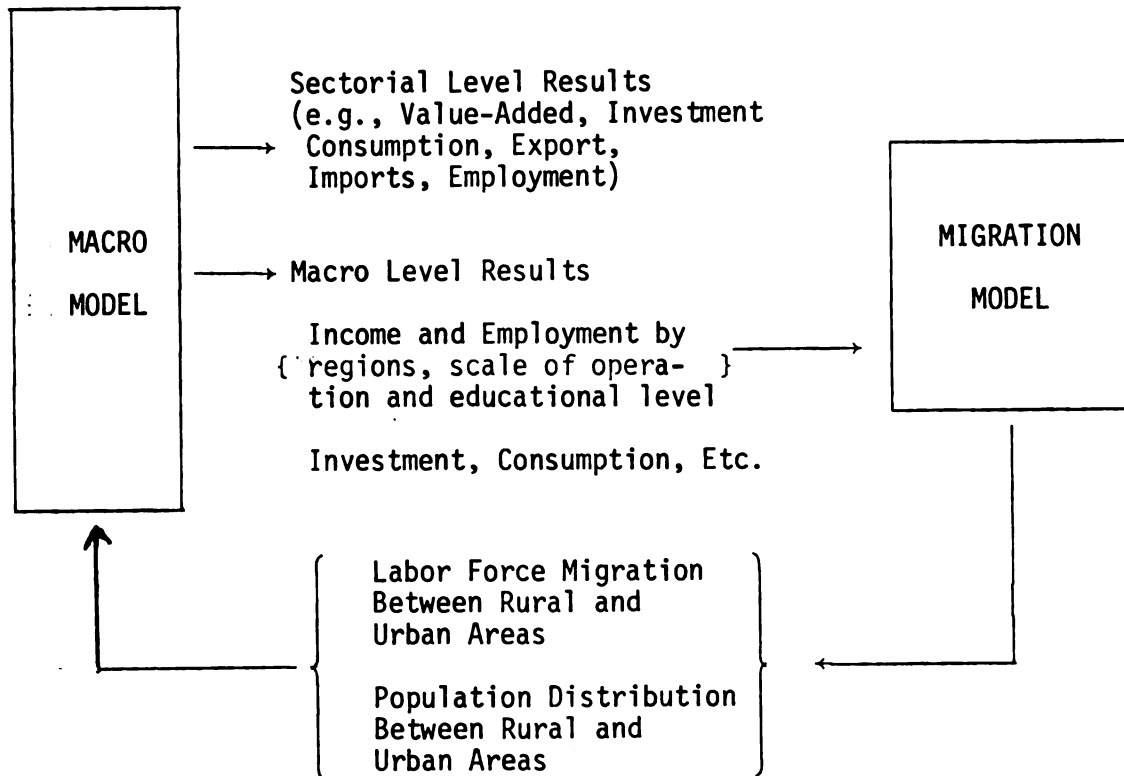 MACRO
MODEL
Sectorial Level Results
(e.g., Value-Added, Investment
Consumption, Export,
Imports, Employment)
Macro Level Results
Income and Employment by
{ regions, scale of opera- }
tion and educational level
Investment, Consumption, Etc.
MIGRATION
MODEL
Labor Force Migration
Between Rural and
Urban Areas
Population Distribution
Between Rural and
Urban Areas